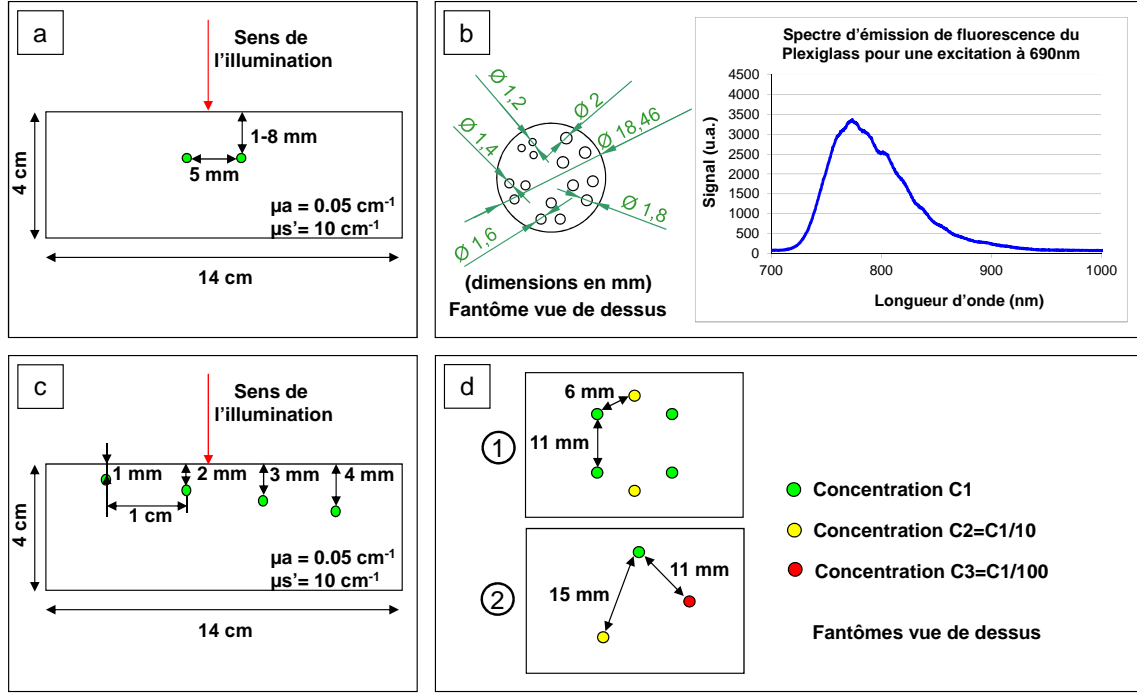 a
Sens de
l'illumination
1-8 mm
5 mm
4 cm
µa = 0.05 cm-1
µs'= 10 cm-1
14 cm
b
Ø 1,2
Ø 2
Ø 18,46
Ø 1,4
Ø 1,8
Ø 1,6
(dimensions en mm)
Fantôme vue de dessus
Spectre d'émission de fluorescence du
Plexiglass pour une excitation à 690nm
Signal (u.a.)
4500
4000
3500
3000
2500
2000
1500
1000
500
0
700
800
900
1000
Longueur d'onde (nm)
c
Sens de
l'illumination
1 mm
2 mm
3 mm
4 mm
1 cm
4 cm
µa = 0.05 cm-1
µs'= 10 cm-1
14 cm
d
1
6 mm
11 mm
2
15 mm
11 mm
Concentration C1
Concentration C2=C1/10
Concentration C3=C1/100
Fantômes vue de dessus